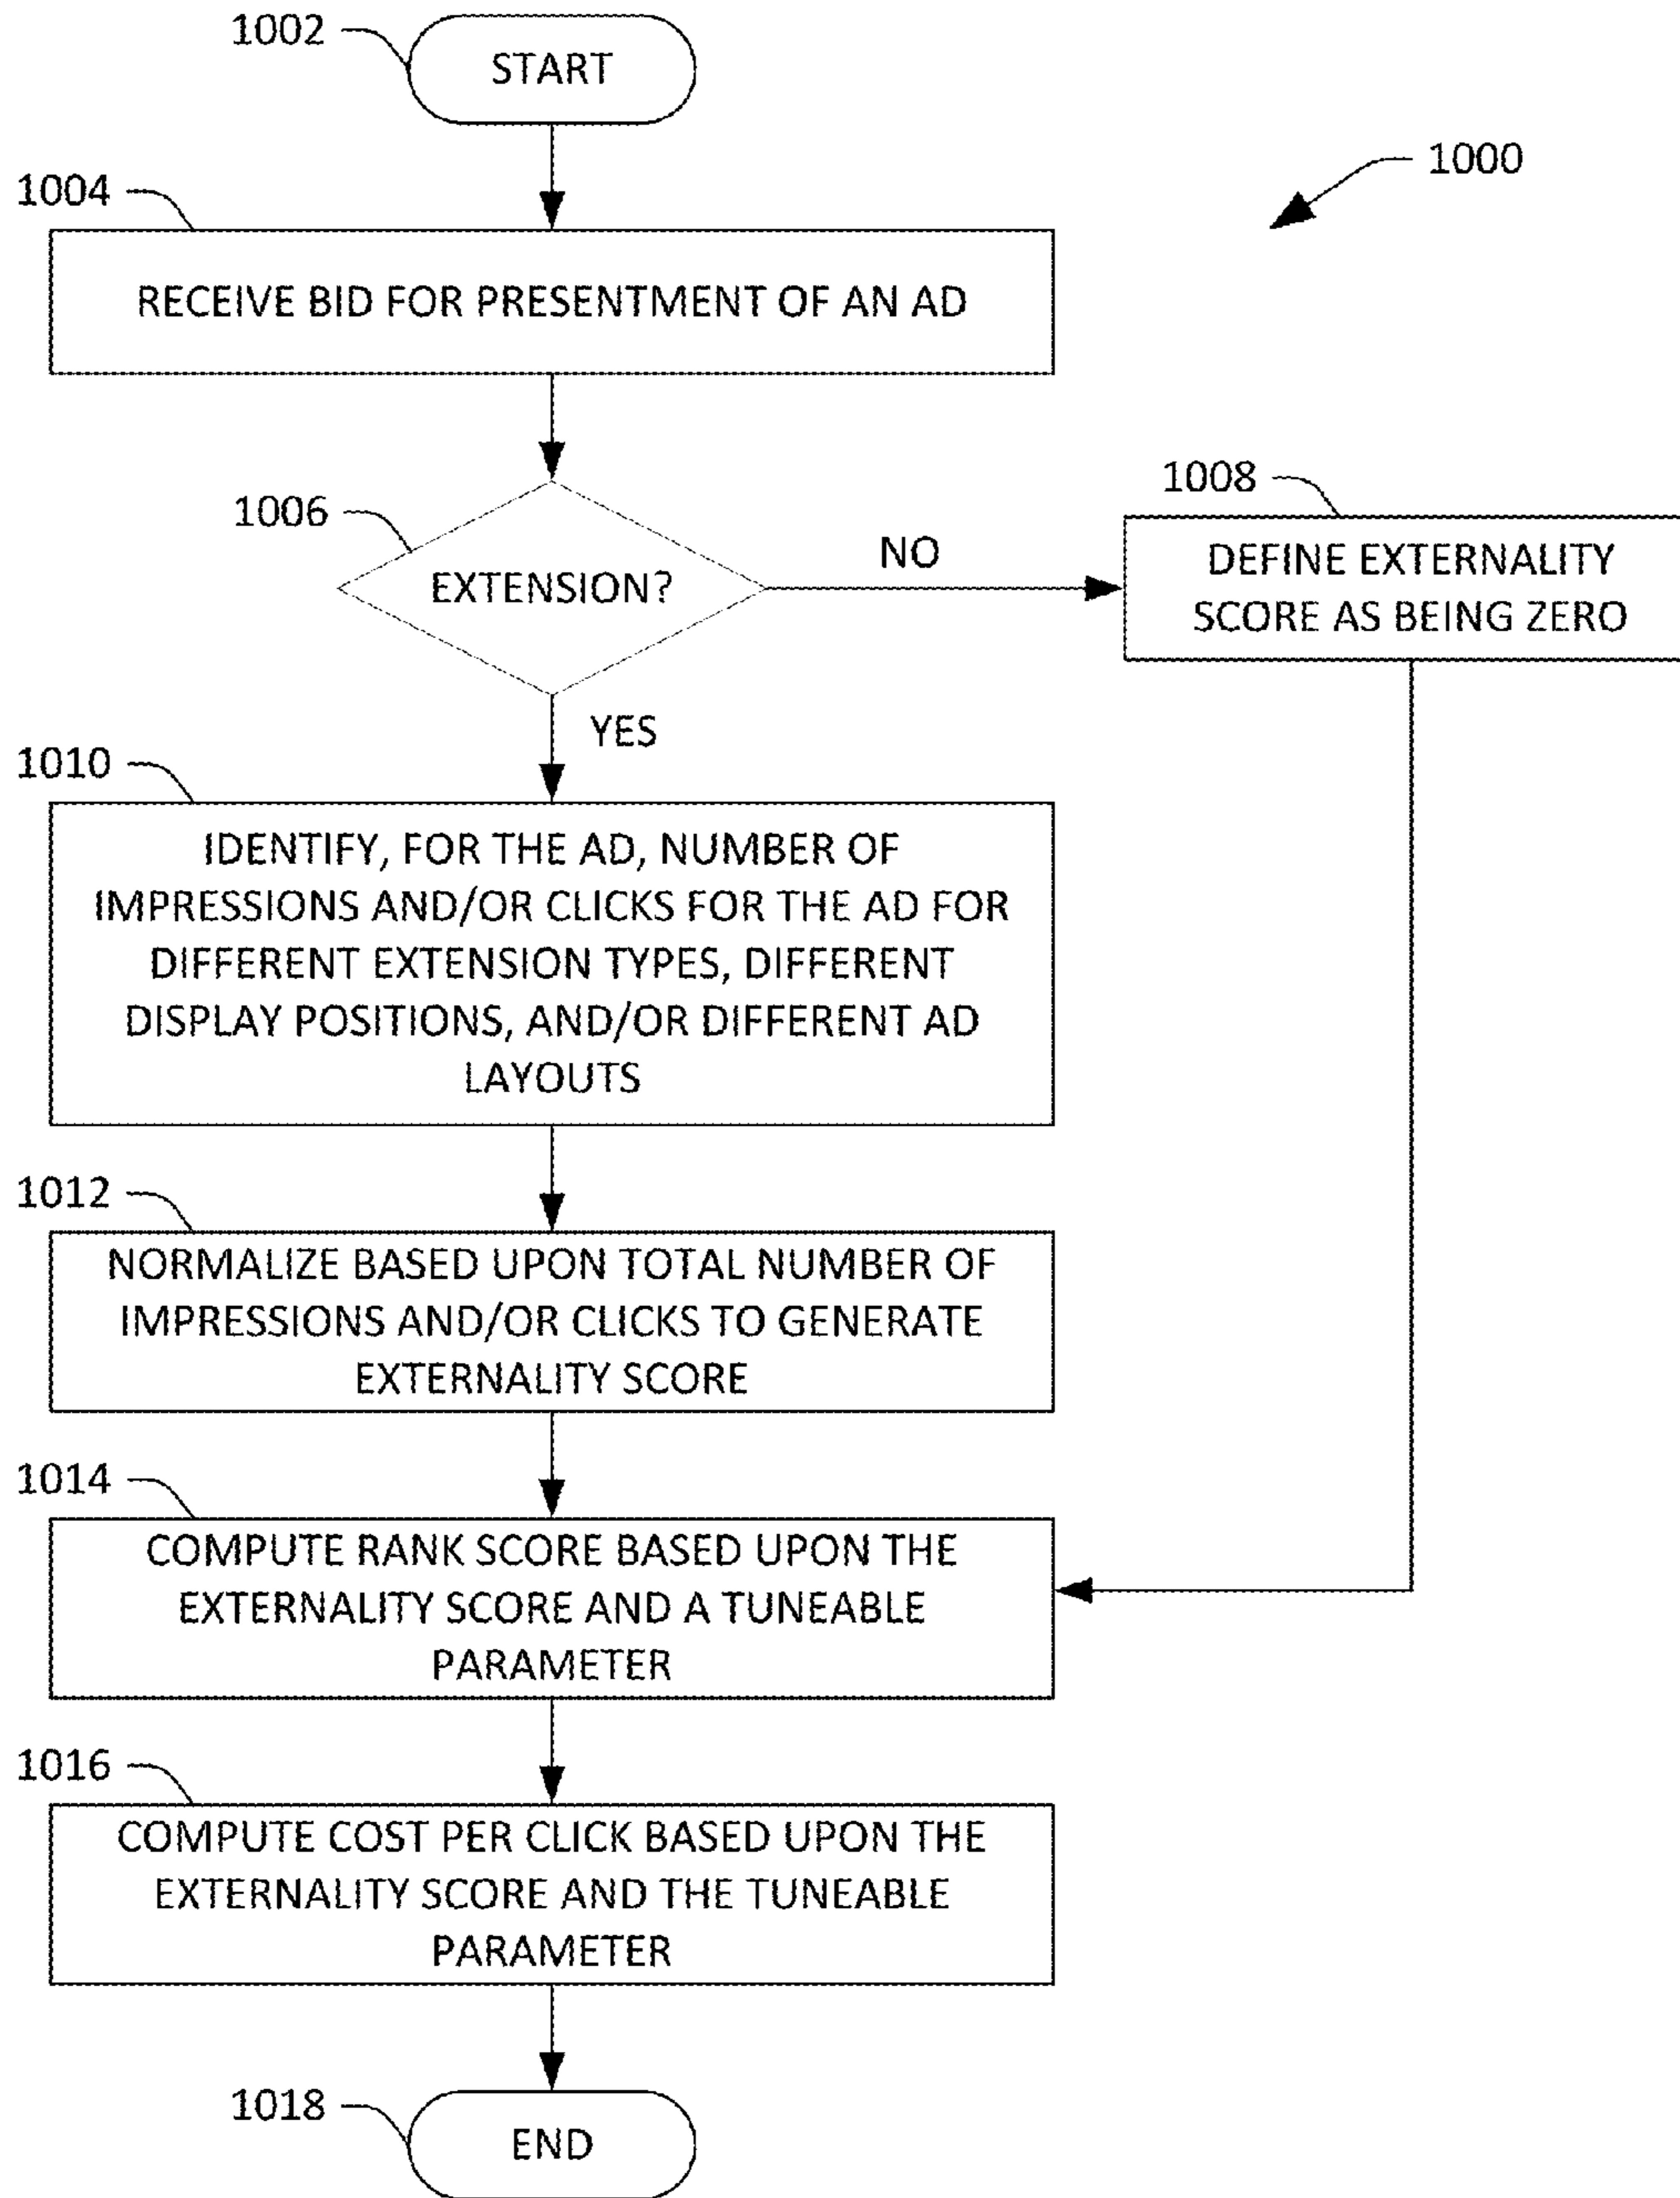 1002
START
1000
1004
RECEIVE BID FOR PRESENTMENT OF AN AD
1006
EXTENSION?
NO
1008
DEFINE EXTERNALITY
SCORE AS BEING ZERO
YES
1010
IDENTIFY, FOR THE AD, NUMBER OF
IMPRESSIONS AND/OR CLICKS FOR THE AD FOR
DIFFERENT EXTENSION TYPES, DIFFERENT
DISPLAY POSITIONS, AND/OR DIFFERENT AD
LAYOUTS
1012
NORMALIZE BASED UPON TOTAL NUMBER OF
IMPRESSIONS AND/OR CLICKS TO GENERATE
EXTERNALITY SCORE
1014
COMPUTE RANK SCORE BASED UPON THE
EXTERNALITY SCORE AND A TUNEABLE
PARAMETER
1016
COMPUTE COST PER CLICK BASED UPON THE
EXTERNALITY SCORE AND THE TUNEABLE
PARAMETER
1018
END